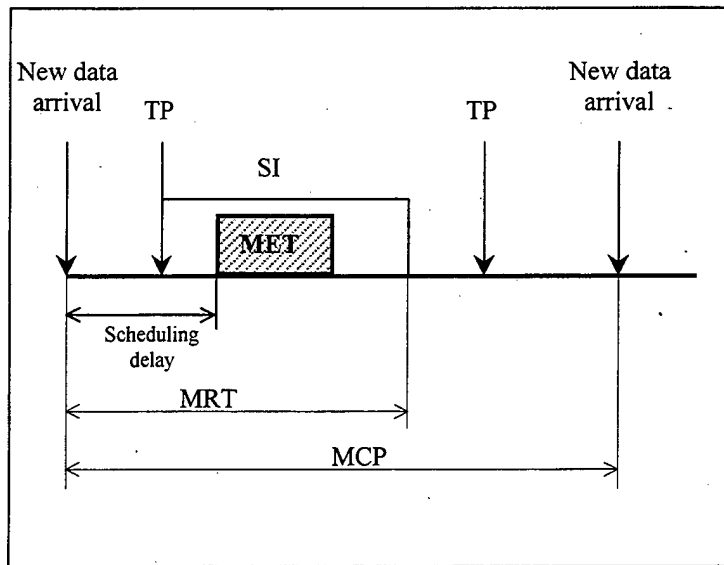 New data
arrival
TP
SI
MET
TP
New data
arrival
Scheduling
delay
MRT
MCP